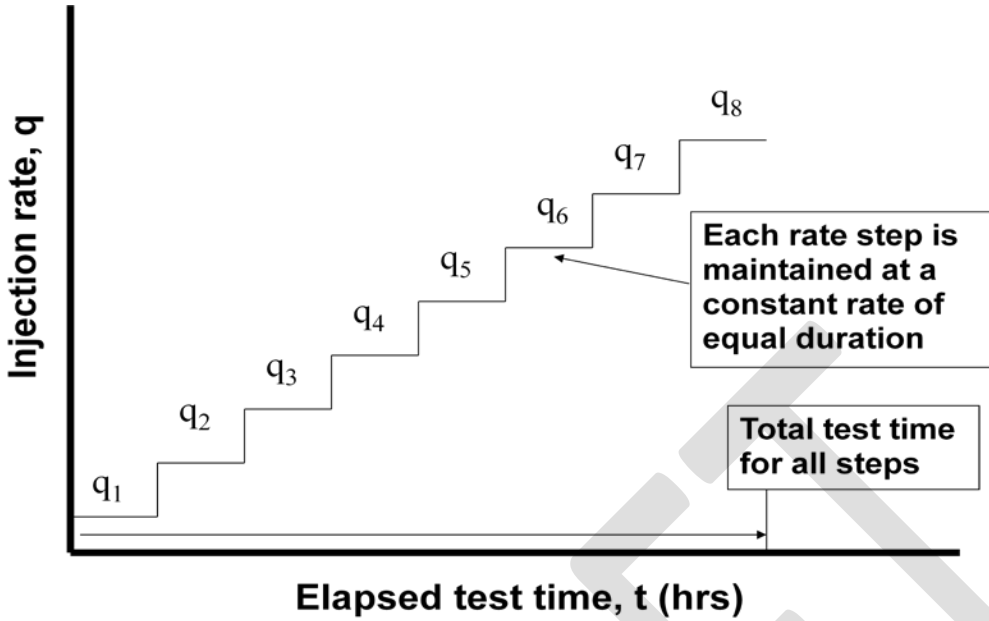 Injection rate, q
q1
q2
q3
q4
q5
q6
q7
q8
Each rate step is
maintained at a
constant rate of
equal duration
Total test time
for all steps
Elapsed test time, t (hrs)